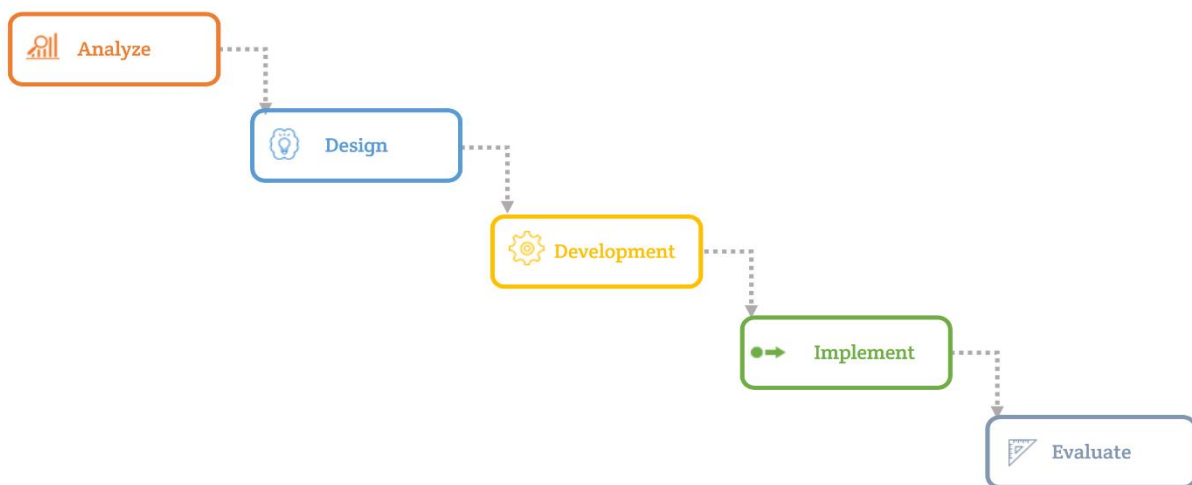 Analyze
Design
Development
Implement
Evaluate